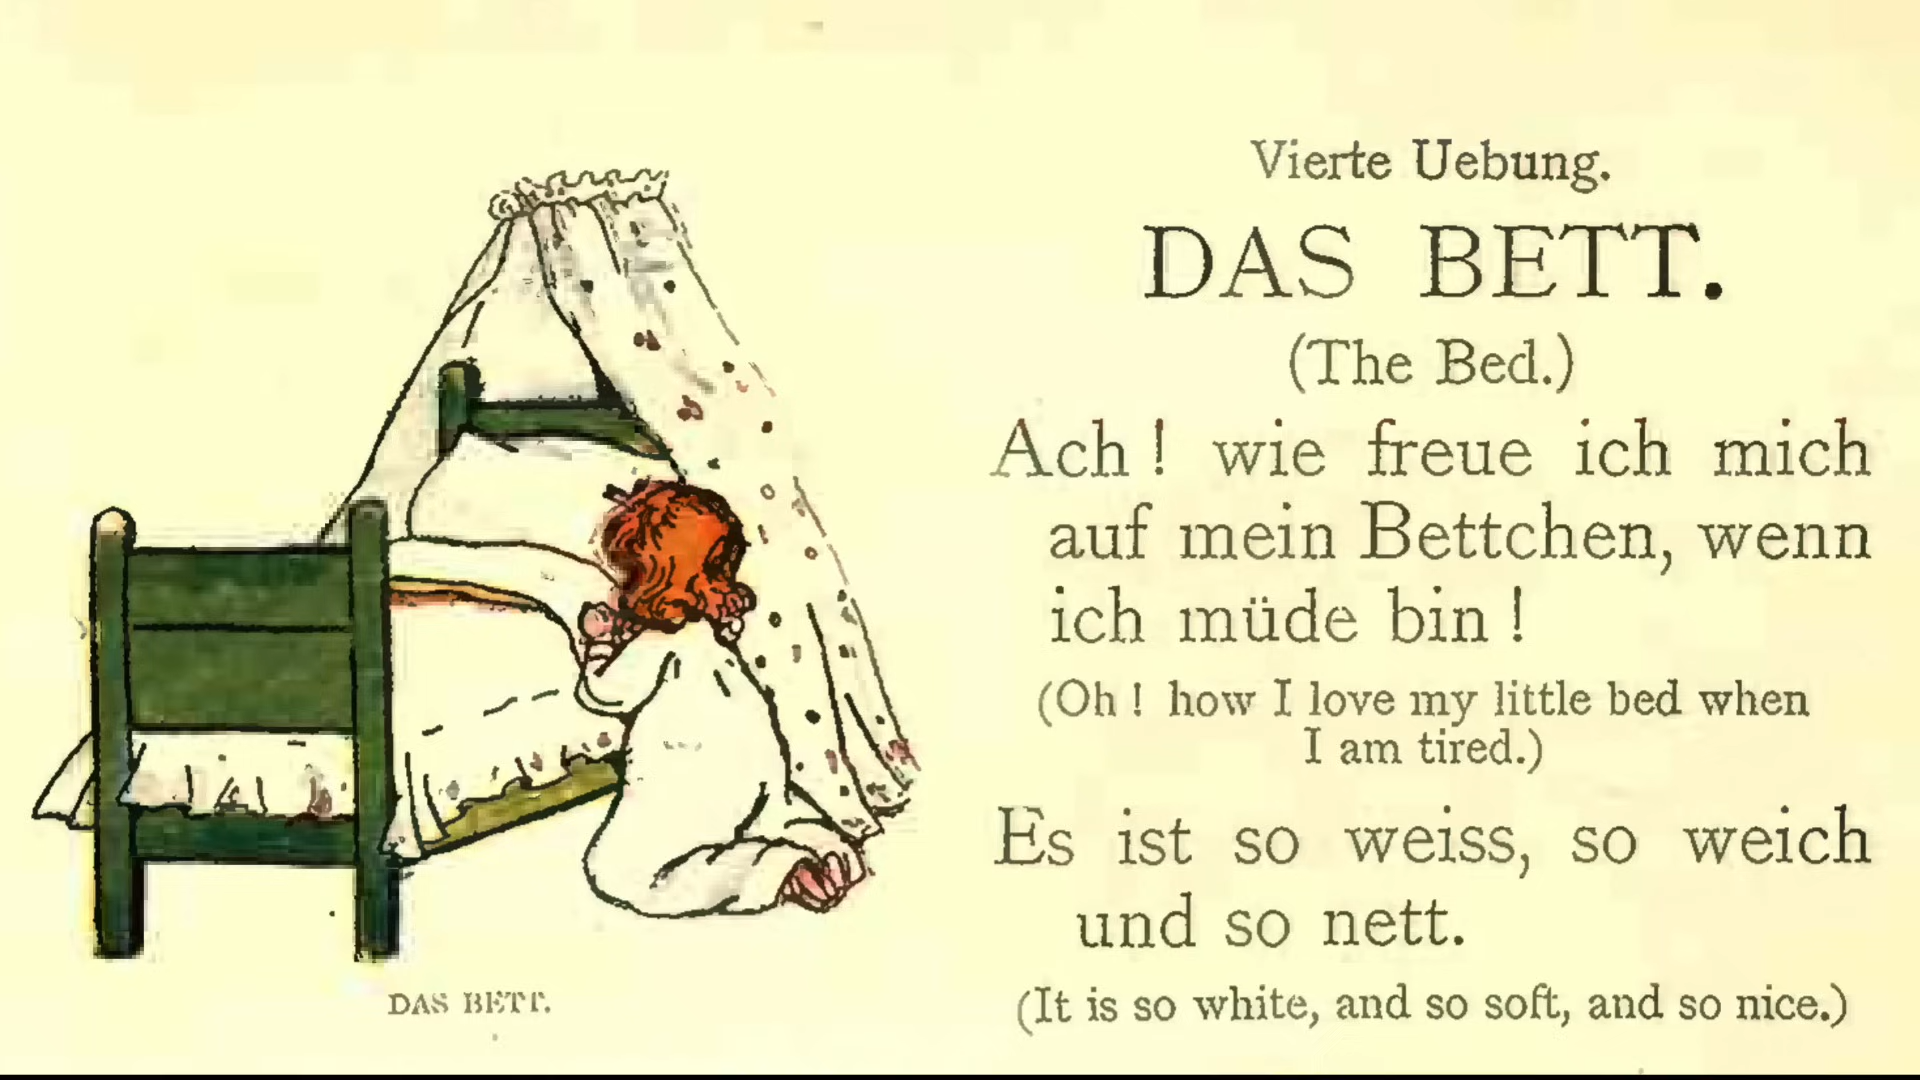 Vierte Uebung.
DAS BETT.
(The Bed.)
Ach ! wie freue ich mich
auf mein Bettchen, wenn
ich müde bin !
(Oh ! how I love my little bed when
I am tired.)
Es ist so weiss, so weich
und so nett.
(It is so white, and so soft, and so nice.)
DAS BETT.